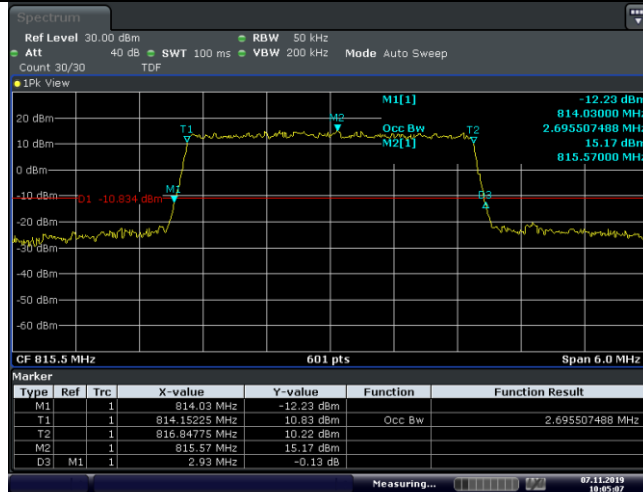 Spectrum
Ref Level 30.00 dBm RBW 50 kHz
Att 40 dB SWT 100 ms VBW 200 kHz Mode Auto Sweep
Count 30/30 TDF
1Pk View
M1[1] -12.23 dBm
814.03000 MHz
Occ Bw 2.695507488 MHz
M2[1] 15.17 dBm
815.57000 MHz
20 dBm
10 dBm
0 dBm
-10 dBm
-20 dBm
-30 dBm
-40 dBm
-50 dBm
-60 dBm
T1
M2
T2
M1
D1 -10.834 dBm
D3
CF 815.5 MHz 601 pts Span 6.0 MHz
Marker
Type Ref Trc X-value Y-value Function Function Result
M1 1 814.03 MHz -12.23 dBm
T1 1 814.15225 MHz 10.83 dBm Occ Bw 2.695507488 MHz
T2 1 816.84775 MHz 10.22 dBm
M2 1 815.57 MHz 15.17 dBm
D3 M1 1 2.93 MHz -0.13 dB
Measuring... 07.11.2019
10:05:07